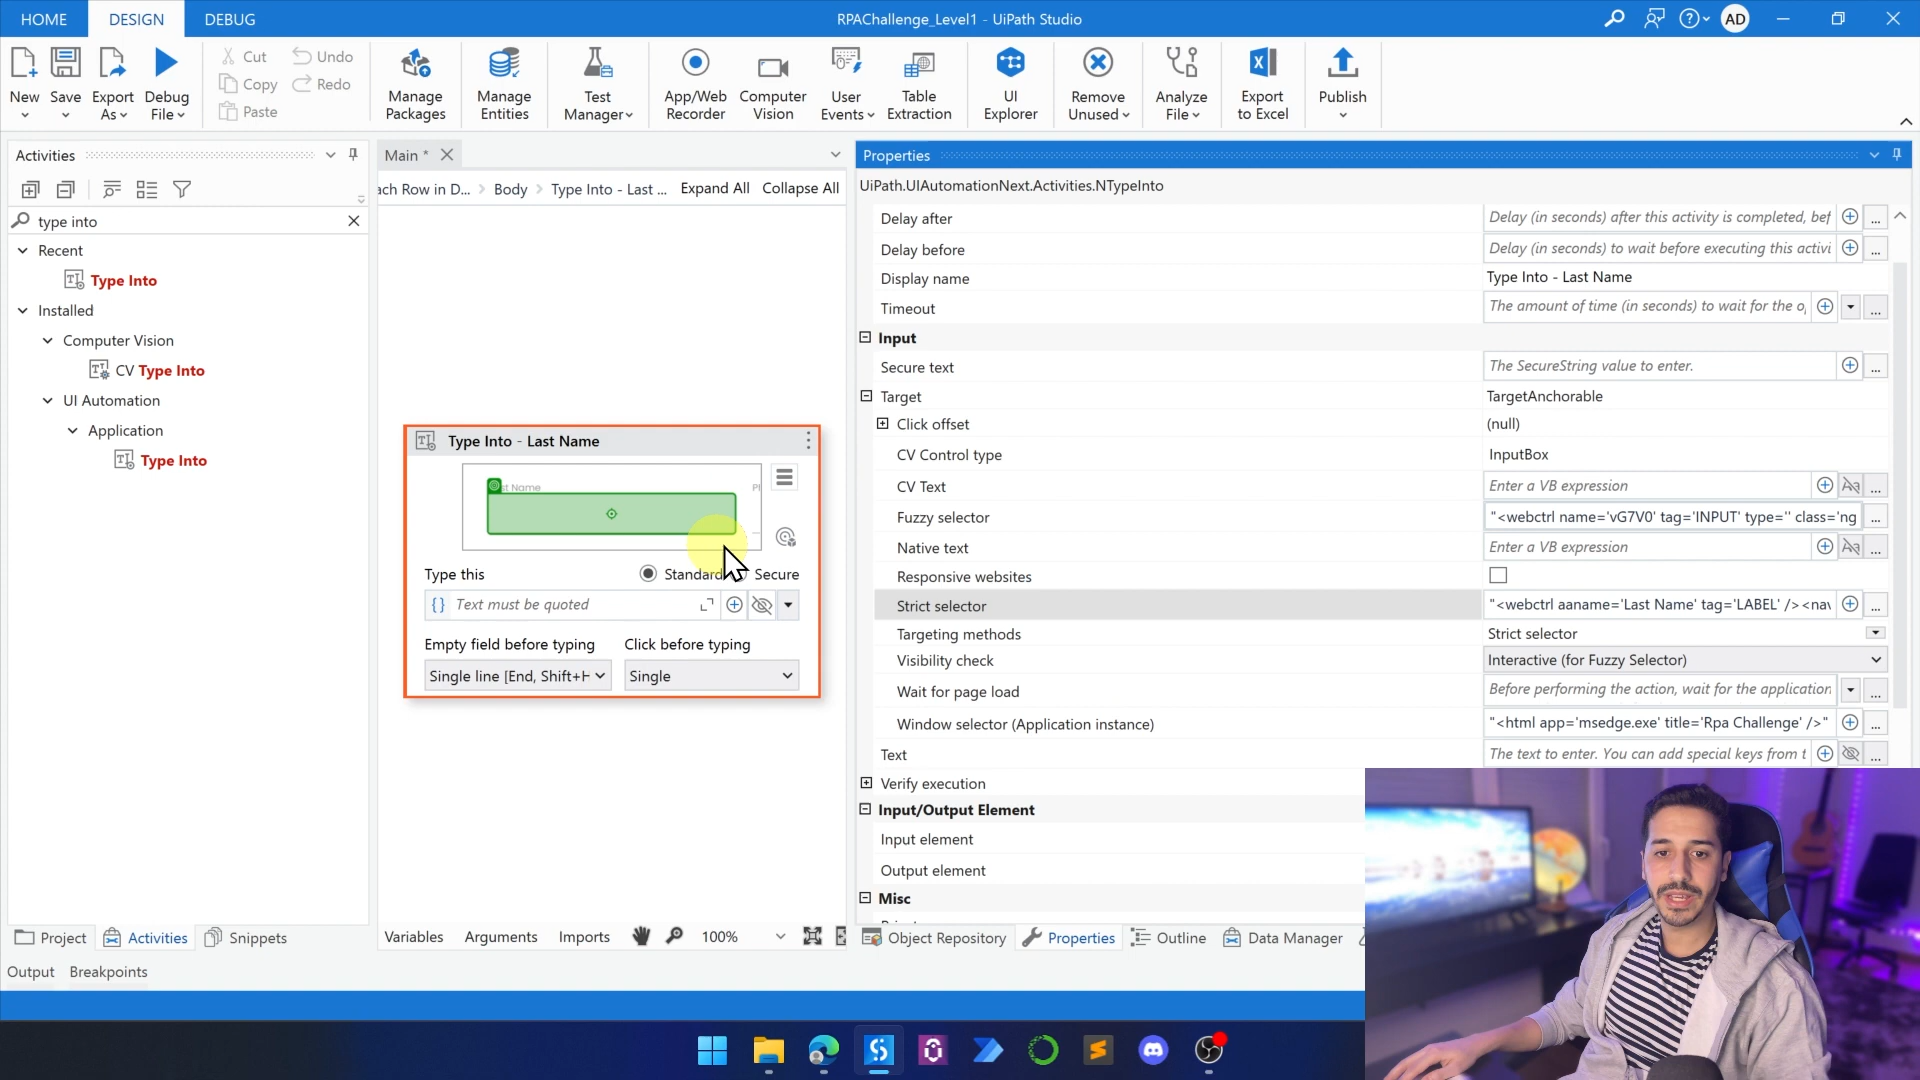 HOME DESIGN DEBUG RPAChallenge_Level1 - UiPath Studio AD
New Save Export As Debug File
Cut Undo
Copy Redo
Paste
Manage Packages
Manage Entities
Test Manager
App/Web Recorder
Computer Vision
User Events
Table Extraction
UI Explorer
Remove Unused
Analyze File
Export to Excel
Publish
Activities
type into
Recent
Type Into
Installed
Computer Vision
CV Type Into
UI Automation
Application
Type Into
Project Activities Snippets
Output Breakpoints
Main *
ach Row in D... Body Type Into - Last ... Expand All Collapse All
Type Into - Last Name
st Name
Type this Standard Secure
{} Text must be quoted
Empty field before typing Click before typing
Single line [End, Shift+H Single
Variables Arguments Imports 100%
Properties
UiPath.UIAutomationNext.Activities.NTypeInto
Delay after Delay (in seconds) after this activity is completed, bef ...
Delay before Delay (in seconds) to wait before executing this activi ...
Display name Type Into - Last Name
Timeout The amount of time (in seconds) to wait for the o ...
Input
Secure text The SecureString value to enter. ...
Target TargetAnchorable
Click offset (null)
CV Control type InputBox
CV Text Enter a VB expression ...
Fuzzy selector "<webctrl name='vG7V0' tag='INPUT' type='' class='ng ...
Native text Enter a VB expression ...
Responsive websites
Strict selector "<webctrl aaname='Last Name' tag='LABEL' /><nav ...
Targeting methods Strict selector
Visibility check Interactive (for Fuzzy Selector)
Wait for page load Before performing the action, wait for the application ...
Window selector (Application instance) "<html app='msedge.exe' title='Rpa Challenge' />" ...
Text The text to enter. You can add special keys from t ...
Verify execution
Input/Output Element
Input element
Output element
Misc
Object Repository Properties Outline Data Manager